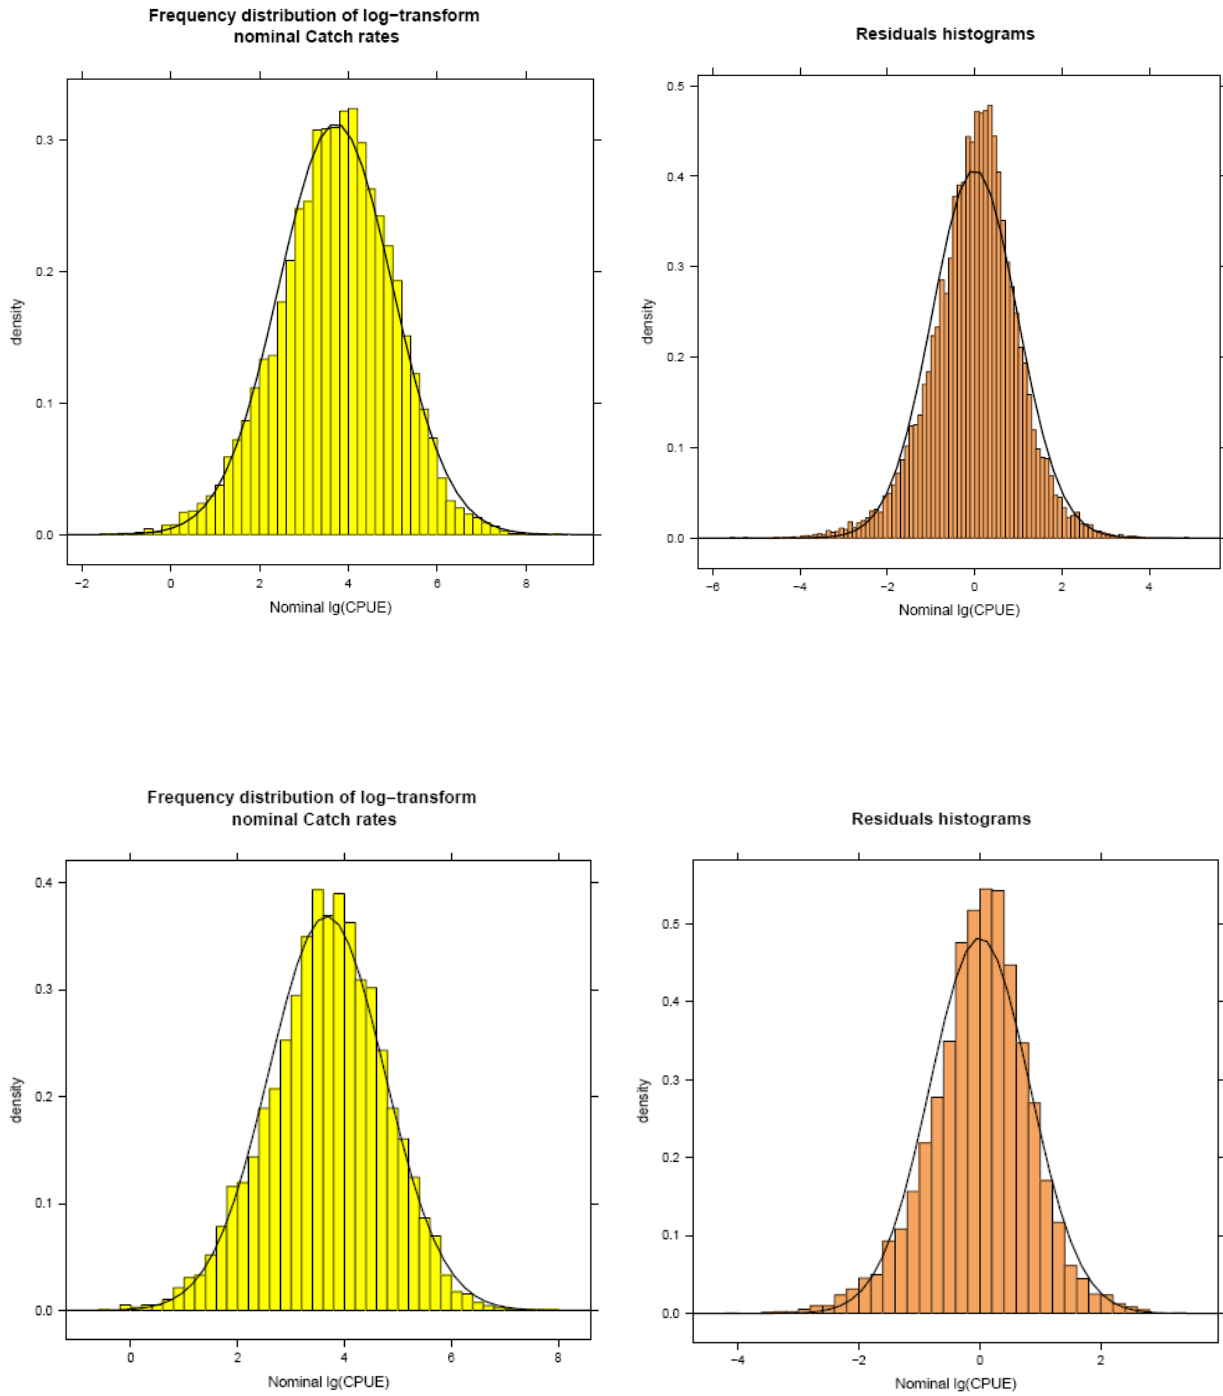 Frequency distribution of log−transform
nominal Catch rates
0.3
0.2
0.1
0.0
density
−2 0 2 4 6 8
Nominal lg(CPUE)
Residuals histograms
0.5
0.4
0.3
0.2
0.1
0.0
density
−6 −4 −2 0 2 4
Nominal lg(CPUE)
Frequency distribution of log−transform
nominal Catch rates
0.4
0.3
0.2
0.1
0.0
density
0 2 4 6 8
Nominal lg(CPUE)
Residuals histograms
0.5
0.4
0.3
0.2
0.1
0.0
density
−4 −2 0 2
Nominal lg(CPUE)